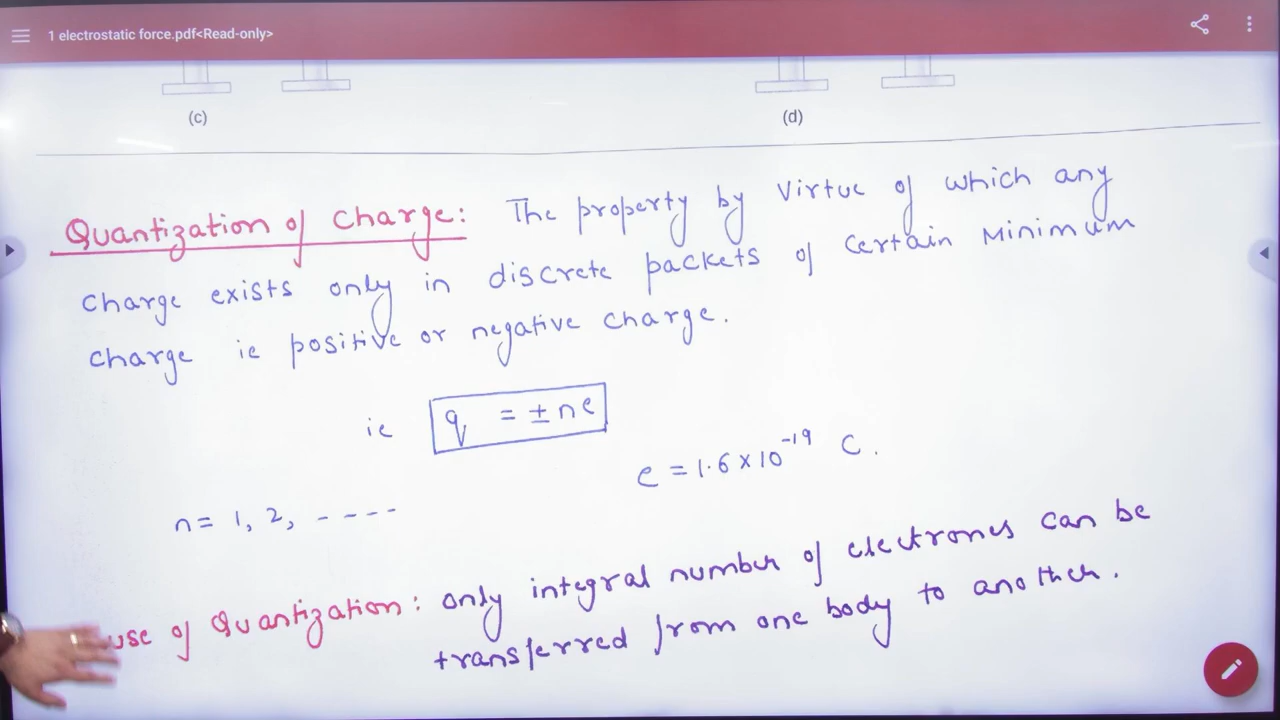 1 electrostatic force.pdf<Read-only>
(c) (d)
Quantization of Charge: The property by Virtue of which any
charge exists only in discrete packets of certain Minimum
charge ie positive or negative charge.
ie q = ±ne
e = 1.6 × 10⁻¹⁹ C.
n = 1, 2, ----
of Quantization: only integral number of electrones can be
transferred from one body to another.